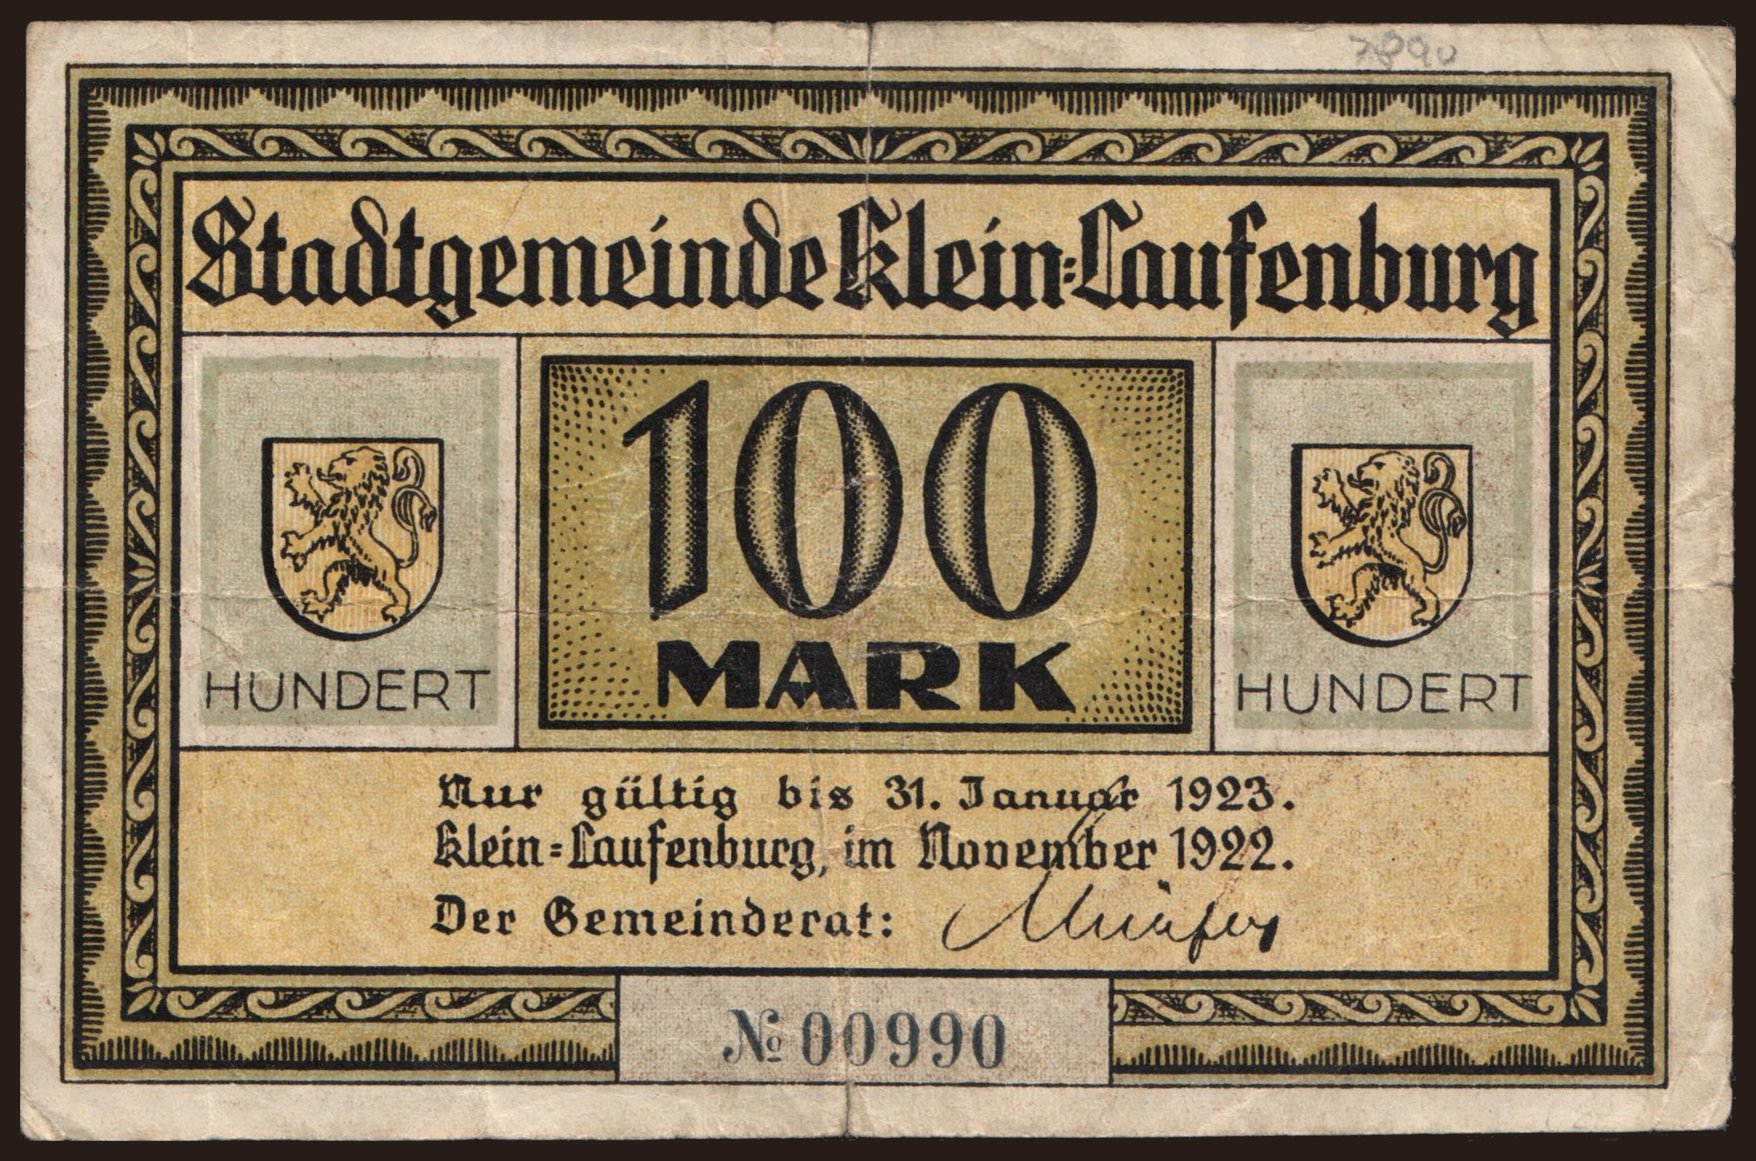 Stadtgemeinde Klein=Laufenburg
100
MARK
HUNDERT
HUNDERT
Nur gültig bis 31. Januar 1923.
Klein=Laufenburg, im November 1922.
Der Gemeinderat:
№ 00990